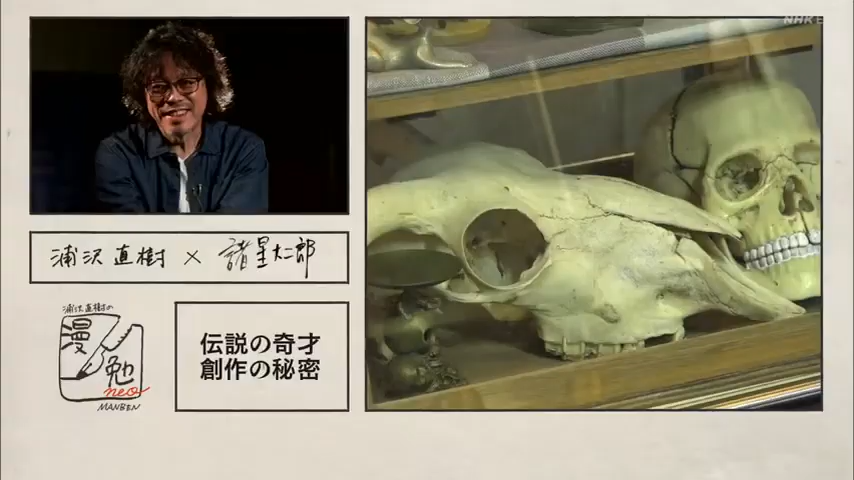 NHK E
浦沢直樹 × 諸星大二郎
浦沢直樹の
漫勉
neo
MANBEN
伝説の奇才
創作の秘密